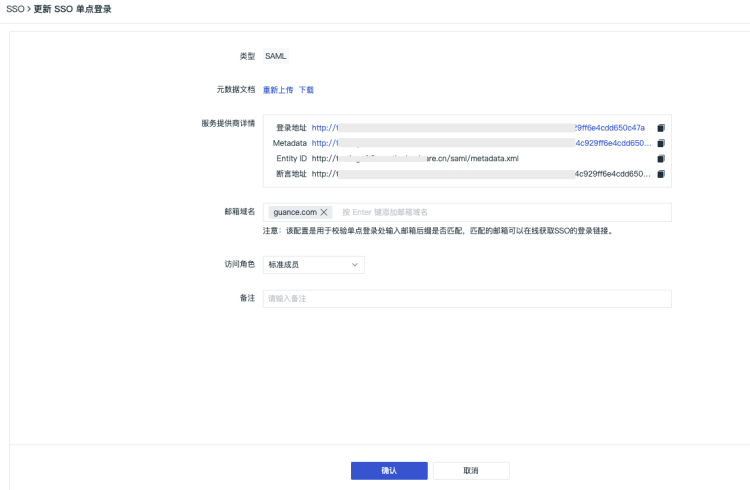 SSO > 更新 SSO 单点登录
类型 SAML
元数据文档 重新上传 下载
服务提供商详情
登录地址 http:// 29ff6e4cdd650c47a
Metadata http:// 4c929ff6e4cdd650...
Entity ID http:// are.cn/saml/metadata.xml
断言地址 http:// 4c929ff6e4cdd650...
邮箱域名 guance.com 按 Enter 键添加邮箱域名
注意：该配置是用于校验单点登录处输入邮箱后缀是否匹配，匹配的邮箱可以在线获取SSO的登录链接。
访问角色 标准成员
备注 请输入备注
确认 取消